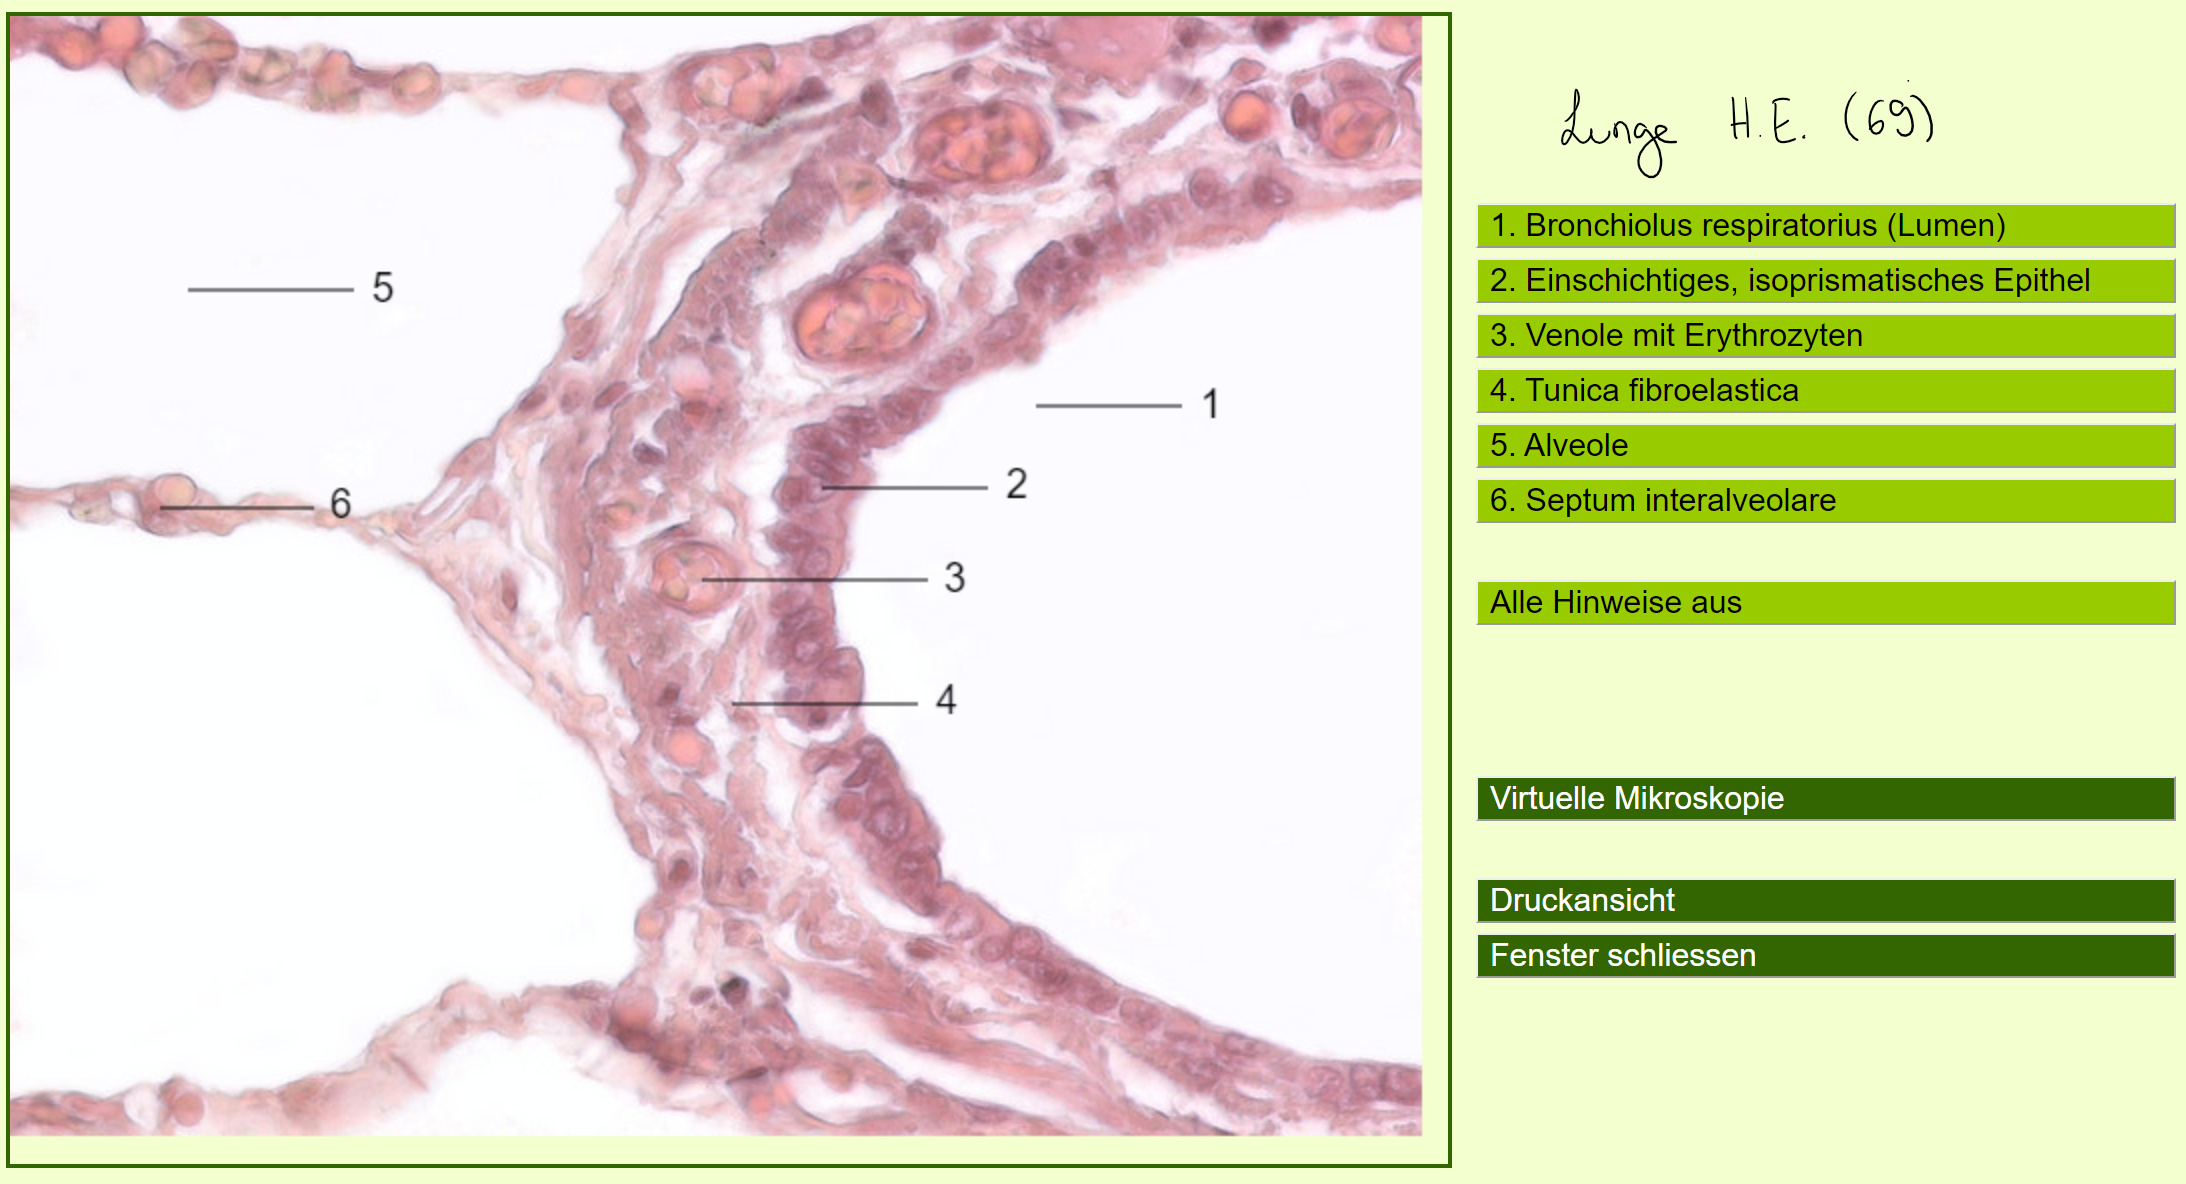 Lunge H.E. (69)
1. Bronchiolus respiratorius (Lumen)
2. Einschichtiges, isoprismatisches Epithel
3. Venole mit Erythrozyten
4. Tunica fibroelastica
5. Alveole
6. Septum interalveolare
Alle Hinweise aus
Virtuelle Mikroskopie
Druckansicht
Fenster schliessen
5
1
2
6
3
4